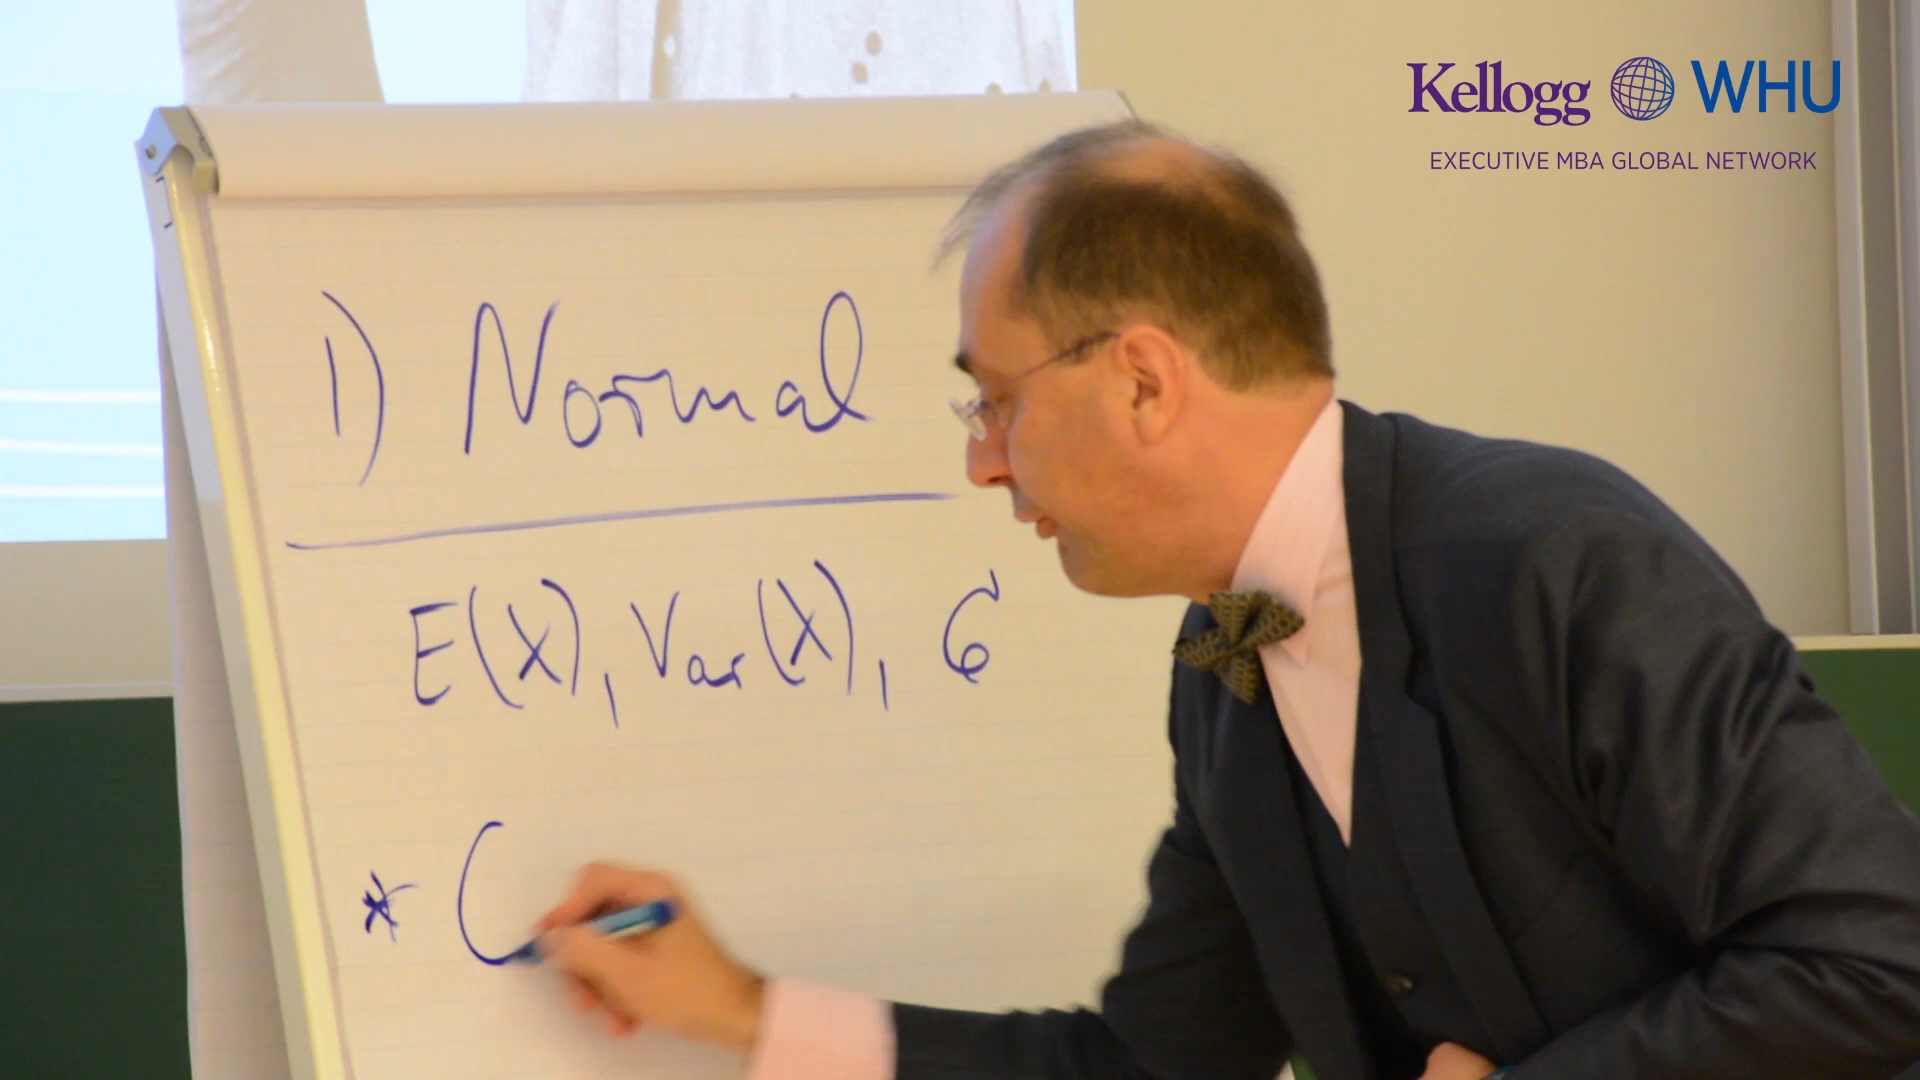 Kellogg WHU
EXECUTIVE MBA GLOBAL NETWORK
1) Normal
E(X), Var(X), σ
* C